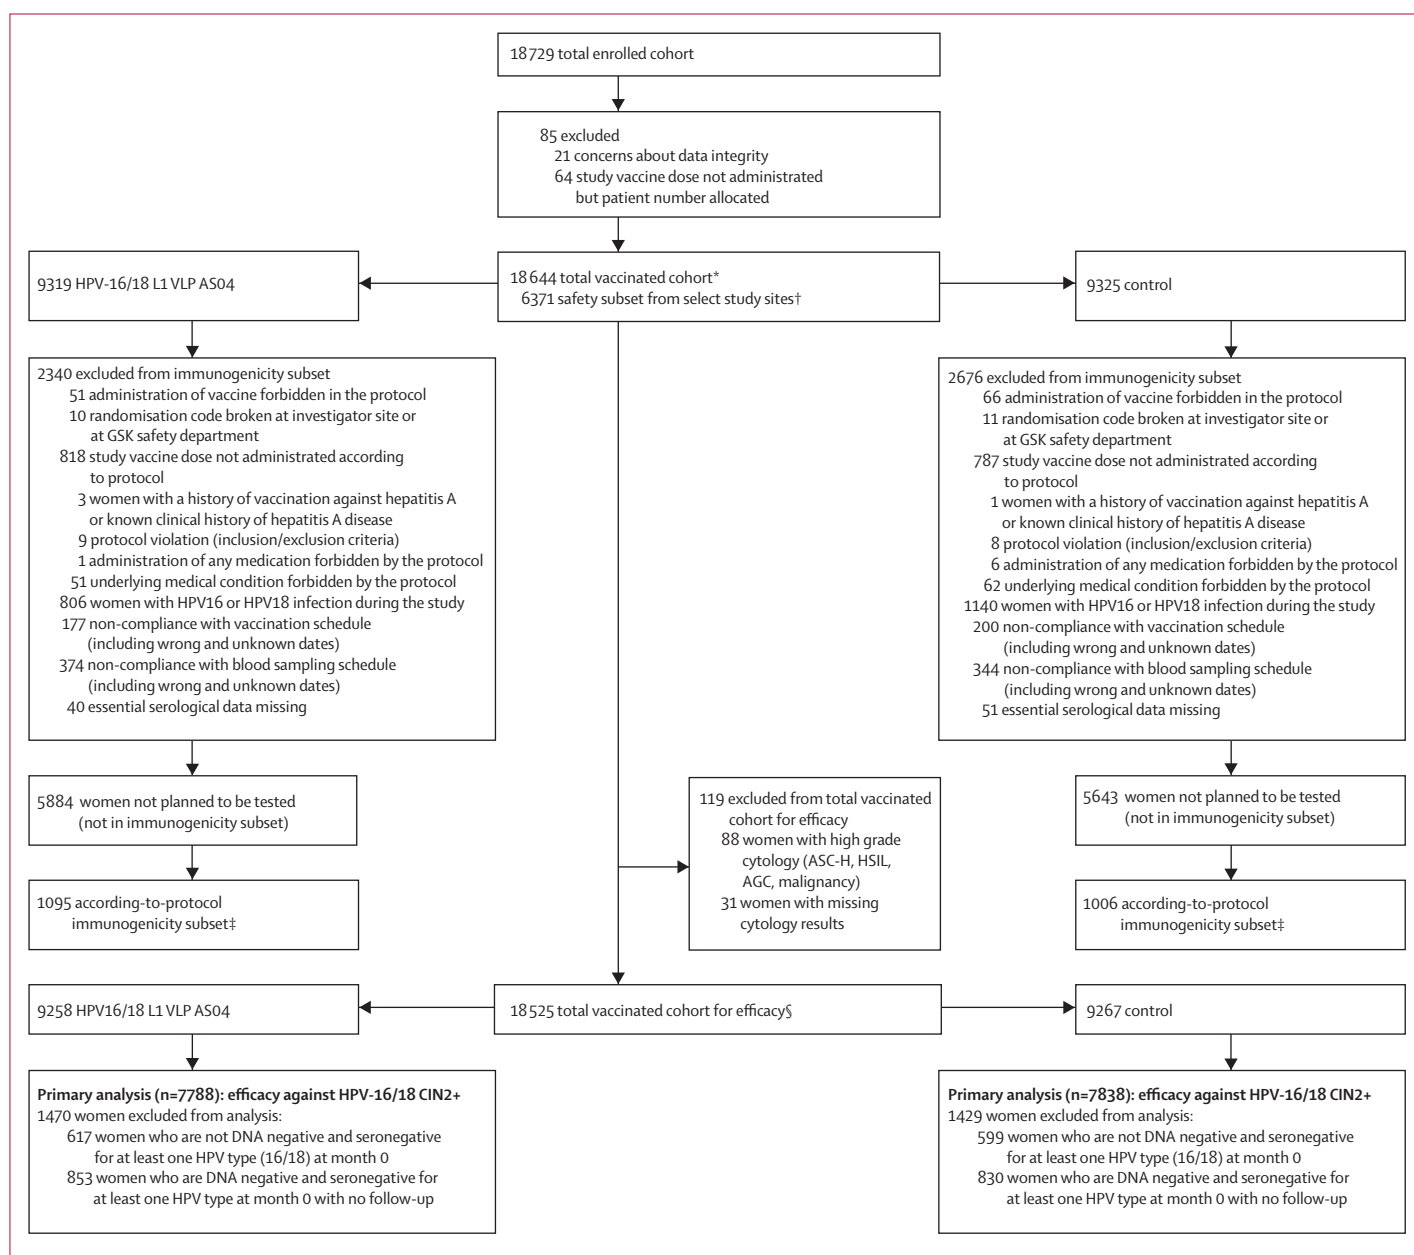 18729 total enrolled cohort
85 excluded
21 concerns about data integrity
64 study vaccine dose not administrated
but patient number allocated
9319 HPV-16/18 L1 VLP AS04
18644 total vaccinated cohort*
6371 safety subset from select study sites†
9325 control
2340 excluded from immunogenicity subset
51 administration of vaccine forbidden in the protocol
10 randomisation code broken at investigator site or
at GSK safety department
818 study vaccine dose not administrated according
to protocol
3 women with a history of vaccination against hepatitis A
or known clinical history of hepatitis A disease
9 protocol violation (inclusion/exclusion criteria)
1 administration of any medication forbidden by the protocol
51 underlying medical condition forbidden by the protocol
806 women with HPV16 or HPV18 infection during the study
177 non-compliance with vaccination schedule
(including wrong and unknown dates)
374 non-compliance with blood sampling schedule
(including wrong and unknown dates)
40 essential serological data missing
2676 excluded from immunogenicity subset
66 administration of vaccine forbidden in the protocol
11 randomisation code broken at investigator site or
at GSK safety department
787 study vaccine dose not administrated according
to protocol
1 women with a history of vaccination against hepatitis A
or known clinical history of hepatitis A disease
8 protocol violation (inclusion/exclusion criteria)
6 administration of any medication forbidden by the protocol
62 underlying medical condition forbidden by the protocol
1140 women with HPV16 or HPV18 infection during the study
200 non-compliance with vaccination schedule
(including wrong and unknown dates)
344 non-compliance with blood sampling schedule
(including wrong and unknown dates)
51 essential serological data missing
5884 women not planned to be tested
(not in immunogenicity subset)
119 excluded from total vaccinated
cohort for efficacy
88 women with high grade
cytology (ASC-H, HSIL,
AGC, malignancy)
31 women with missing
cytology results
5643 women not planned to be tested
(not in immunogenicity subset)
1095 according-to-protocol
immunogenicity subset‡
1006 according-to-protocol
immunogenicity subset‡
9258 HPV16/18 L1 VLP AS04
18525 total vaccinated cohort for efficacy§
9267 control
Primary analysis (n=7788): efficacy against HPV-16/18 CIN2+
1470 women excluded from analysis:
617 women who are not DNA negative and seronegative
for at least one HPV type (16/18) at month 0
853 women who are DNA negative and seronegative for
at least one HPV type at month 0 with no follow-up
Primary analysis (n=7838): efficacy against HPV-16/18 CIN2+
1429 women excluded from analysis:
599 women who are not DNA negative and seronegative
for at least one HPV type (16/18) at month 0
830 women who are DNA negative and seronegative for
at least one HPV type at month 0 with no follow-up